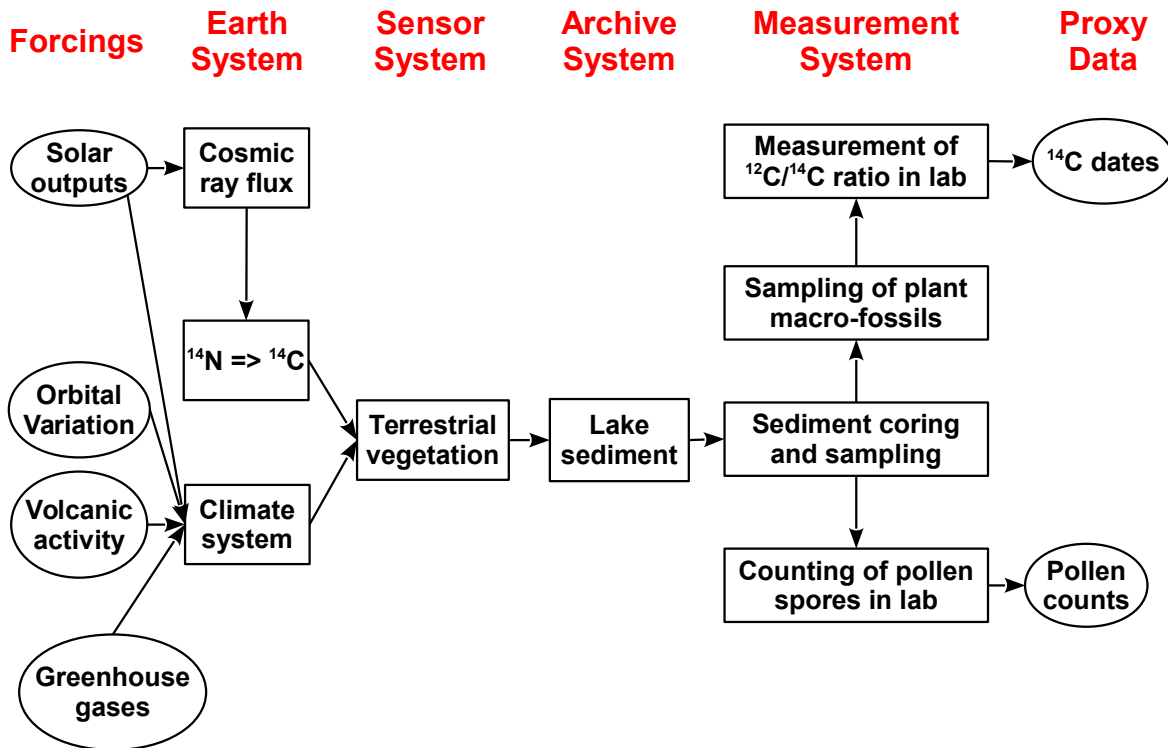 Forcings
Earth
System
Sensor
System
Archive
System
Measurement
System
Proxy
Data
Solar
outputs
Cosmic
ray flux
Measurement of
¹²C/¹⁴C ratio in lab
¹⁴C dates
Sampling of plant
macro-fossils
¹⁴N => ¹⁴C
Orbital
Variation
Terrestrial
vegetation
Lake
sediment
Sediment coring
and sampling
Volcanic
activity
Climate
system
Counting of pollen
spores in lab
Pollen
counts
Greenhouse
gases